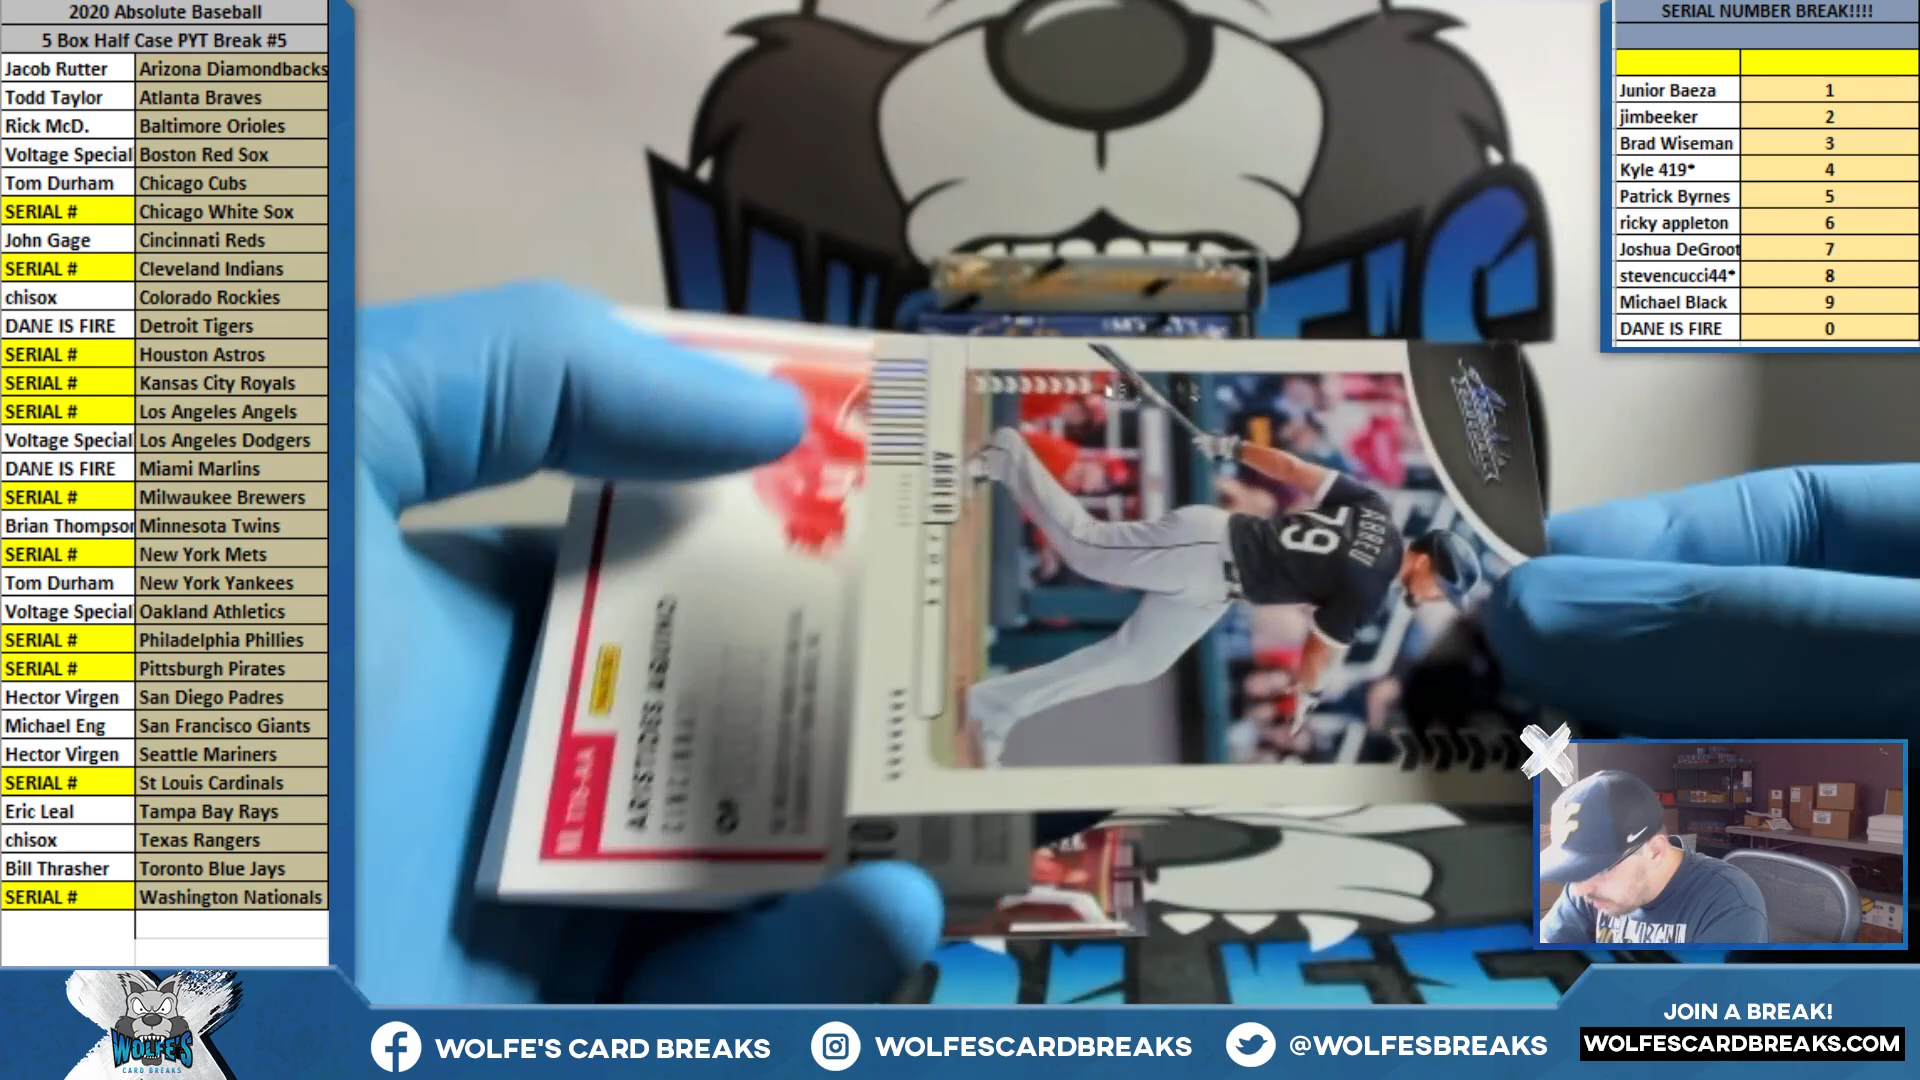 2020 Absolute Baseball
5 Box Half Case PYT Break #5
Jacob Rutter Arizona Diamondbacks
Todd Taylor Atlanta Braves
Rick McD. Baltimore Orioles
Voltage Special Boston Red Sox
Tom Durham Chicago Cubs
SERIAL # Chicago White Sox
John Gage Cincinnati Reds
SERIAL # Cleveland Indians
chisox Colorado Rockies
DANE IS FIRE Detroit Tigers
SERIAL # Houston Astros
SERIAL # Kansas City Royals
SERIAL # Los Angeles Angels
Voltage Special Los Angeles Dodgers
DANE IS FIRE Miami Marlins
SERIAL # Milwaukee Brewers
Brian Thompson Minnesota Twins
SERIAL # New York Mets
Tom Durham New York Yankees
Voltage Special Oakland Athletics
SERIAL # Philadelphia Phillies
SERIAL # Pittsburgh Pirates
Hector Virgen San Diego Padres
Michael Eng San Francisco Giants
Hector Virgen Seattle Mariners
SERIAL # St Louis Cardinals
Eric Leal Tampa Bay Rays
chisox Texas Rangers
Bill Thrasher Toronto Blue Jays
SERIAL # Washington Nationals
SERIAL NUMBER BREAK!!!!
Junior Baeza 1
jimbeeker 2
Brad Wiseman 3
Kyle 419* 4
Patrick Byrnes 5
ricky appleton 6
Joshua DeGroot 7
stevencucci44* 8
Michael Black 9
DANE IS FIRE 0
ABREU
JOSE
ABREU
79
ARISTIDES AQUINO
TTS-AA
WOLFE'S
CARD BREAKS
WOLFE'S CARD BREAKS
WOLFESCARDBREAKS
@WOLFESBREAKS
JOIN A BREAK!
WOLFESCARDBREAKS.COM